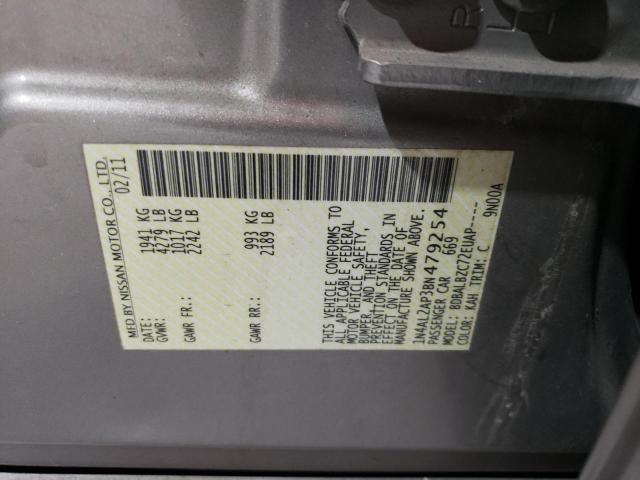 MFD BY NISSAN MOTOR CO., LTD.
DATE: 02/11
GVWR: 1941 KG
4279 LB
GAWR FR.: 1017 KG
2242 LB
GAWR RR.: 993 KG
2189 LB
THIS VEHICLE CONFORMS TO
ALL APPLICABLE FEDERAL
MOTOR VEHICLE SAFETY,
BUMPER, AND THEFT
PREVENTION STANDARDS IN
EFFECT ON THE DATE OF
MANUFACTURE SHOWN ABOVE.
1N4AL2AP3BN479254
PASSENGER CAR 669
MODEL: BDBALBZC72EUAP----
COLOR: KAH TRIM: C 9N00A
R
L